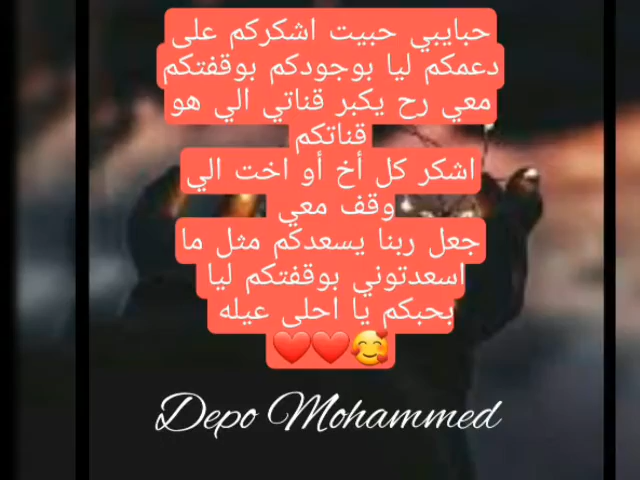 حبايبي حبيت اشكركم على
دعمكم ليا بوجودكم بوقفتكم
معي رح يكبر قناتي الي هو
قناتكم
اشكر كل أخ أو اخت الي
وقف معي
جعل ربنا يسعدكم مثل ما
اسعدتوني بوقفتكم ليا
بحبكم يا احلى عيله
❤️❤️🥰
Depo Mohammed